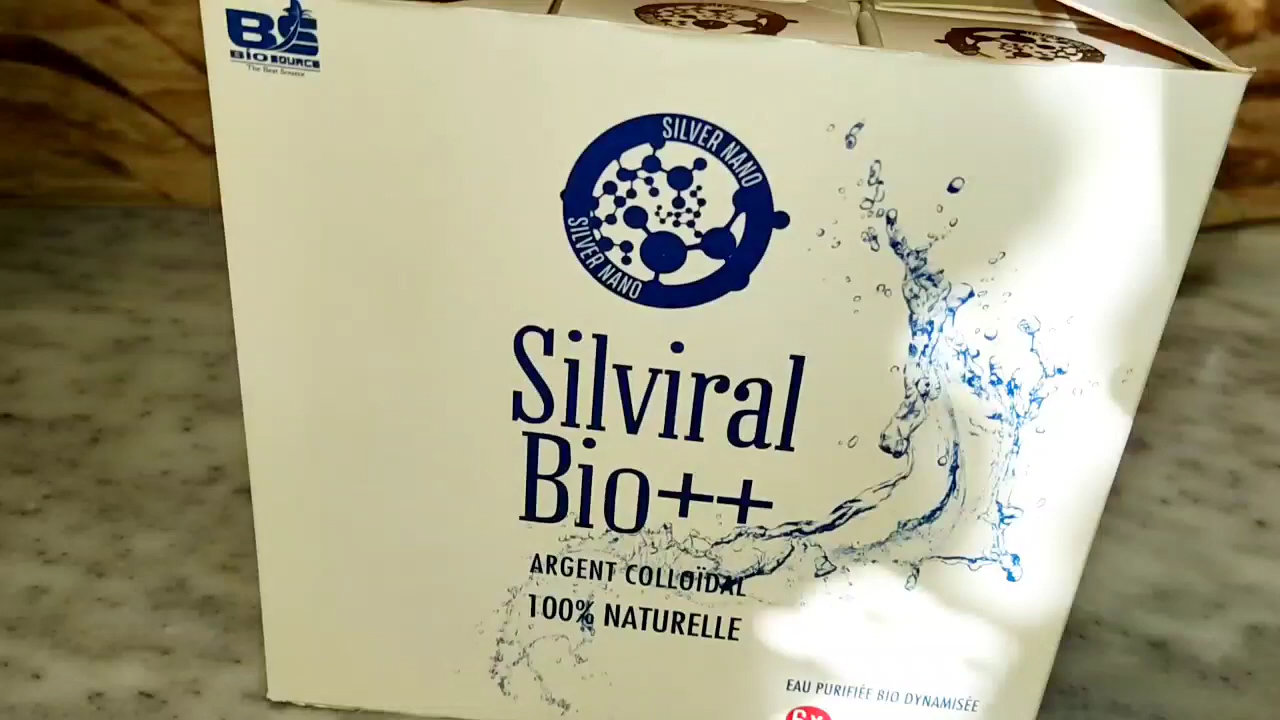 BS
BIO SOURCE
The Best Source
SILVER NANO
SILVER NANO
Silviral
Bio++
ARGENT COLLOÏDAL
100% NATURELLE
EAU PURIFIÉE BIO DYNAMISÉE